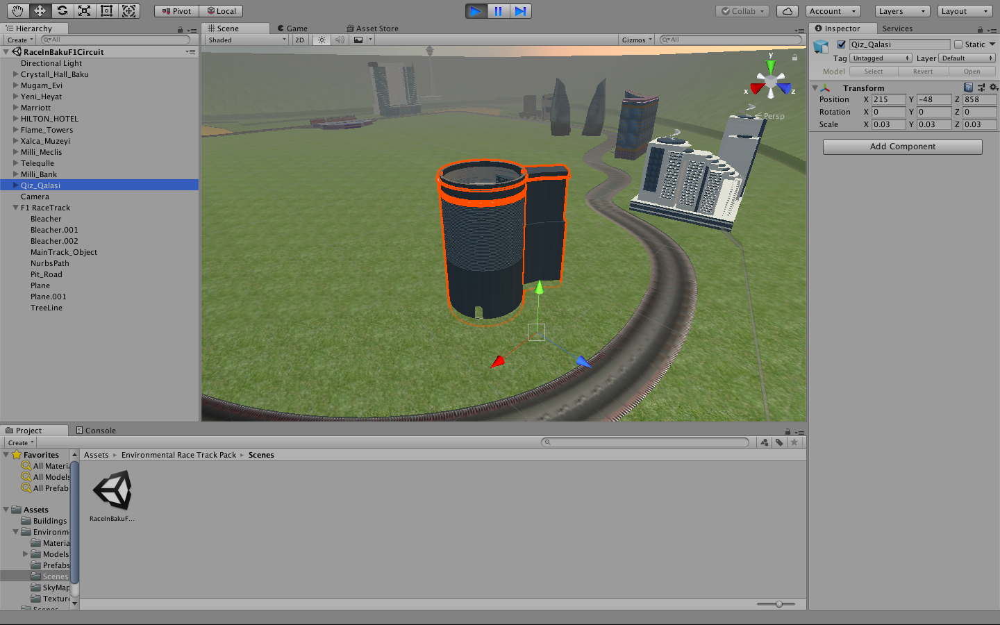 Pivot Local Collab Account Layers Layout
Hierarchy Scene Game Asset Store Inspector Services
Create All Shaded 2D Gizmos All
RaceInBakuF1Circuit
Directional Light
Crystall_Hall_Baku
Mugam_Evi
Yeni_Heyat
Marriott
HILTON_HOTEL
Flame_Towers
Xalca_Muzeyi
Milli_Meclis
Telequlle
Milli_Bank
Qiz_Qalasi
Camera
F1 RaceTrack
Bleacher
Bleacher.001
Bleacher.002
MainTrack_Object
NurbsPath
Pit_Road
Plane
Plane.001
TreeLine
y
x z
Persp
Qiz_Qalasi Static
Tag Untagged Layer Default
Model Select Revert Open
Transform
Position X 215 Y -48 Z 858
Rotation X 0 Y 0 Z 0
Scale X 0.03 Y 0.03 Z 0.03
Add Component
Project Console
Create
Favorites
All Materia
All Models
All Prefab
Assets
Buildings
Environm
Materia
Models
Prefabs
Scenes
SkyMap
Texture
Scenes
Assets ▸ Environmental Race Track Pack ▸ Scenes
RaceInBakuF...